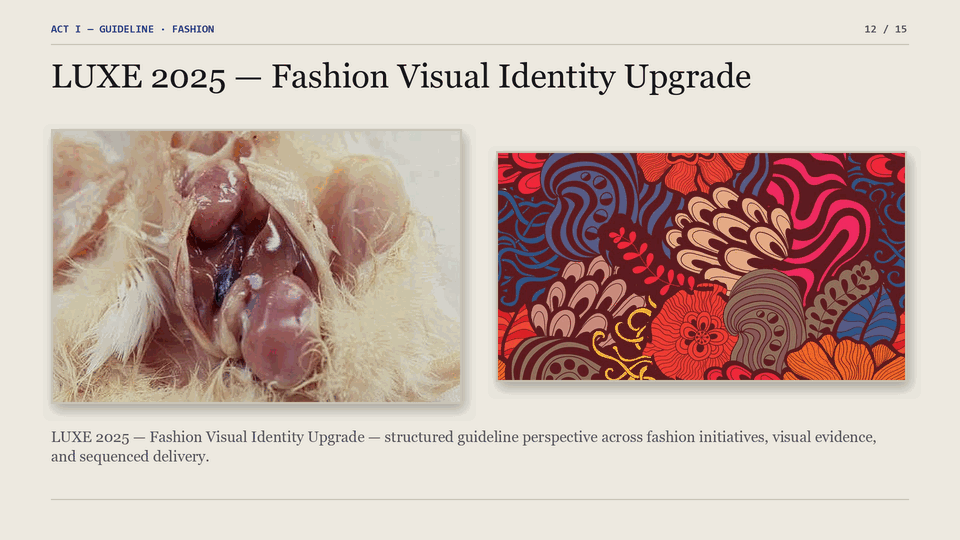 ACT I — GUIDELINE · FASHION
12 / 15
LUXE 2025 — Fashion Visual Identity Upgrade
LUXE 2025 — Fashion Visual Identity Upgrade — structured guideline perspective across fashion initiatives, visual evidence,
and sequenced delivery.